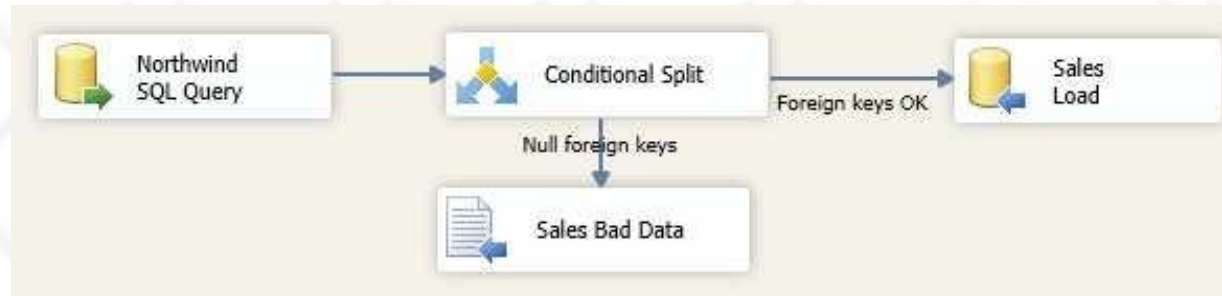 Northwind
SQL Query
Conditional Split
Foreign keys OK
Sales
Load
Null foreign keys
Sales Bad Data